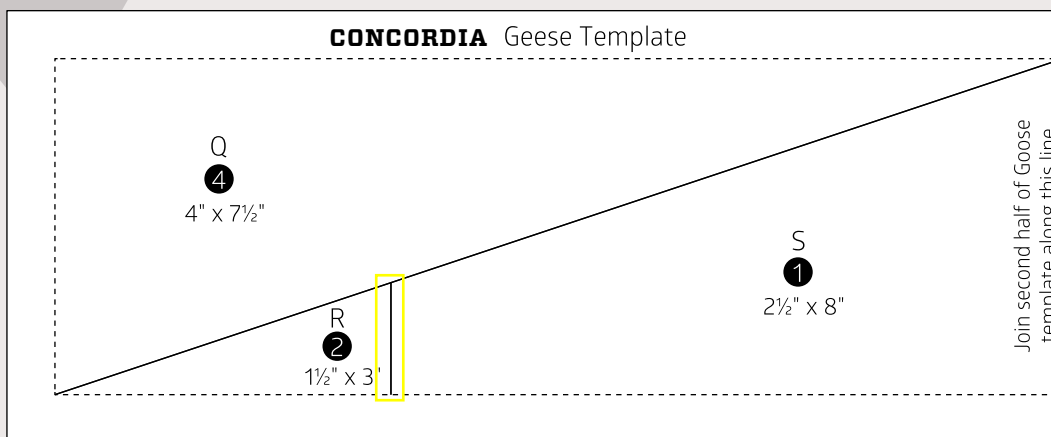 CONCORDIA Geese Template
Q
4
4" x 7½"
S
1
2½" x 8"
R
2
1½" x 3"
Join second half of Goose
template along this line